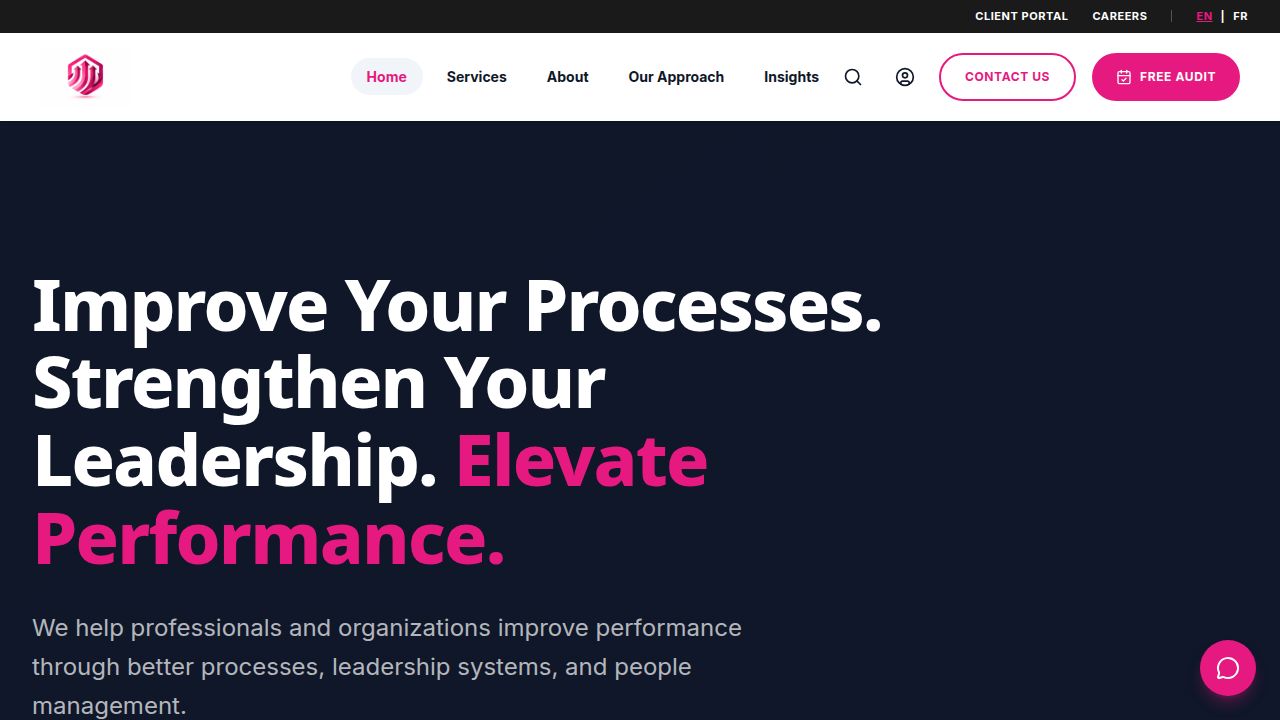 CLIENT PORTAL CAREERS EN | FR
Home Services About Our Approach Insights CONTACT US FREE AUDIT
Improve Your Processes.
Strengthen Your
Leadership. Elevate
Performance.
We help professionals and organizations improve performance
through better processes, leadership systems, and people
management.